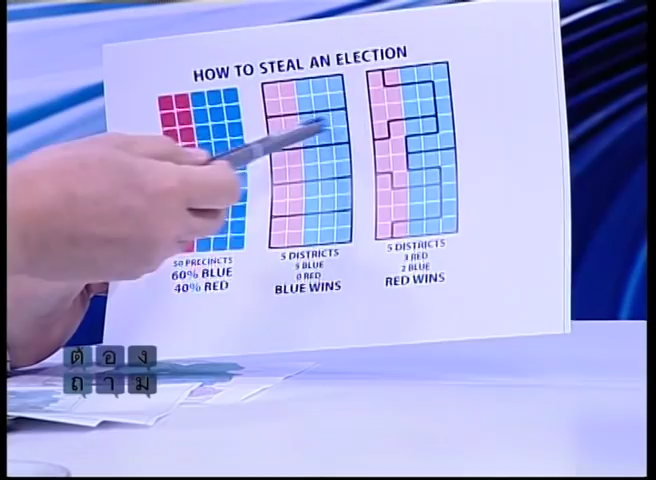 HOW TO STEAL AN ELECTION
50 PRECINCTS
60% BLUE
40% RED
5 DISTRICTS
5 BLUE
0 RED
BLUE WINS
5 DISTRICTS
3 RED
2 BLUE
RED WINS
ต้อง
ถาม